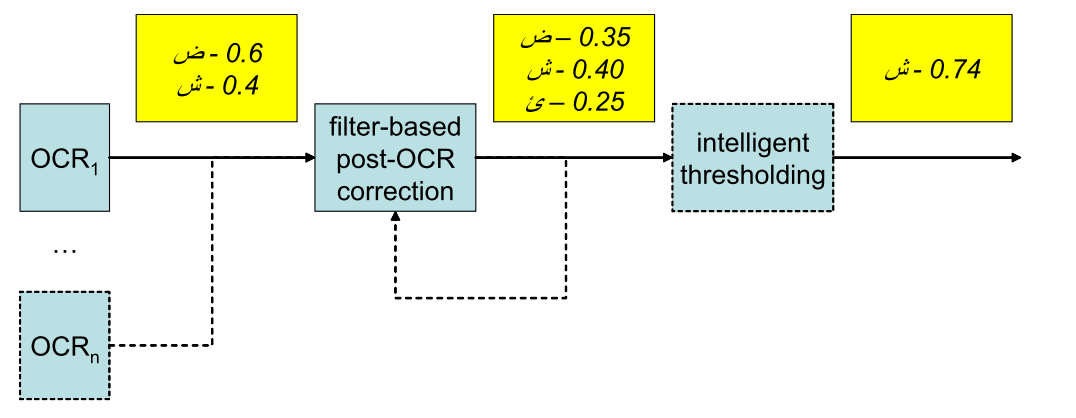 ض - 0.6
ش - 0.4
ض – 0.35
ش - 0.40
ئ – 0.25
ش - 0.74
OCR1
filter-based
post-OCR
correction
intelligent
thresholding
...
OCRn